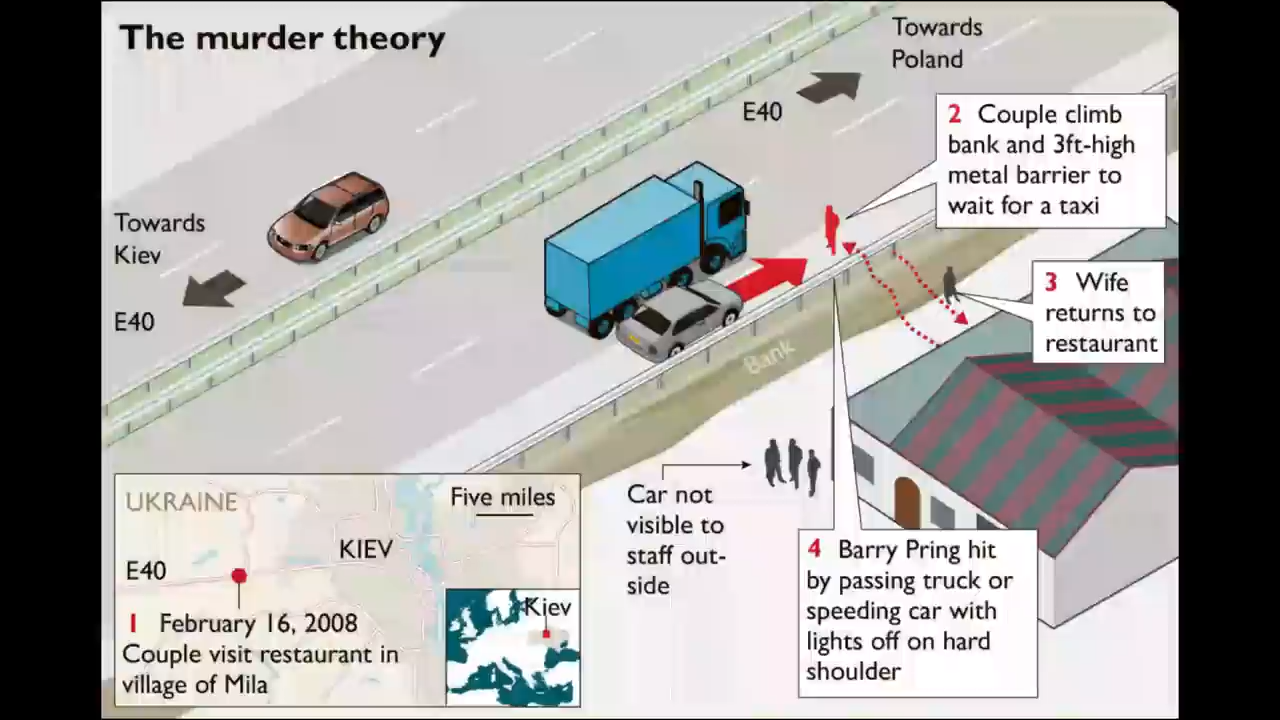 The murder theory
Towards
Poland
E40
2 Couple climb
bank and 3ft-high
metal barrier to
wait for a taxi
Towards
Kiev
E40
3 Wife
returns to
restaurant
Bank
Car not
visible to
staff out-
side
4 Barry Pring hit
by passing truck or
speeding car with
lights off on hard
shoulder
UKRAINE
Five miles
KIEV
E40
Kiev
1 February 16, 2008
Couple visit restaurant in
village of Mila